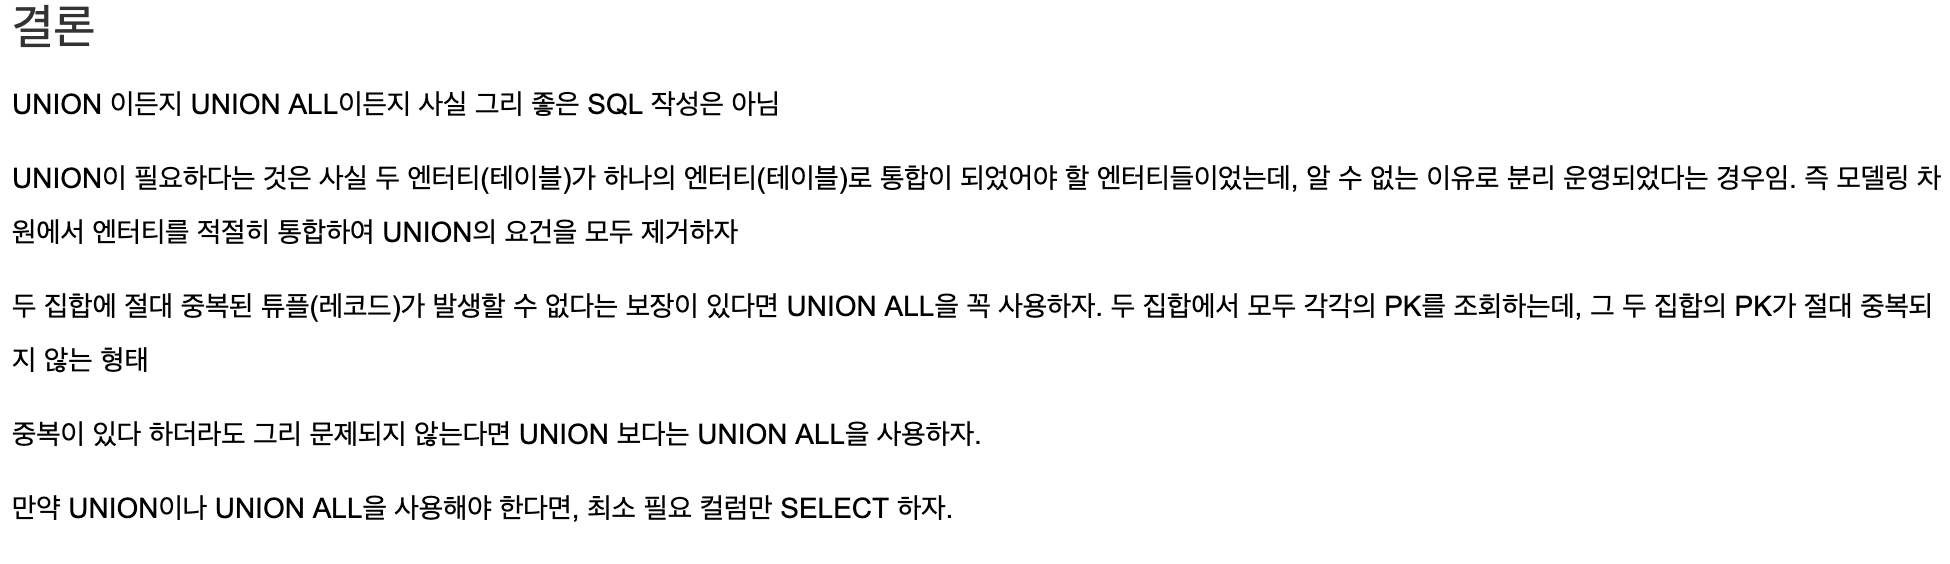 결론
UNION 이든지 UNION ALL이든지 사실 그리 좋은 SQL 작성은 아님
UNION이 필요하다는 것은 사실 두 엔터티(테이블)가 하나의 엔터티(테이블)로 통합이 되었어야 할 엔터티들이었는데, 알 수 없는 이유로 분리 운영되었다는 경우임. 즉 모델링 차
원에서 엔터티를 적절히 통합하여 UNION의 요건을 모두 제거하자
두 집합에 절대 중복된 튜플(레코드)가 발생할 수 없다는 보장이 있다면 UNION ALL을 꼭 사용하자. 두 집합에서 모두 각각의 PK를 조회하는데, 그 두 집합의 PK가 절대 중복되
지 않는 형태
중복이 있다 하더라도 그리 문제되지 않는다면 UNION 보다는 UNION ALL을 사용하자.
만약 UNION이나 UNION ALL을 사용해야 한다면, 최소 필요 컬럼만 SELECT 하자.